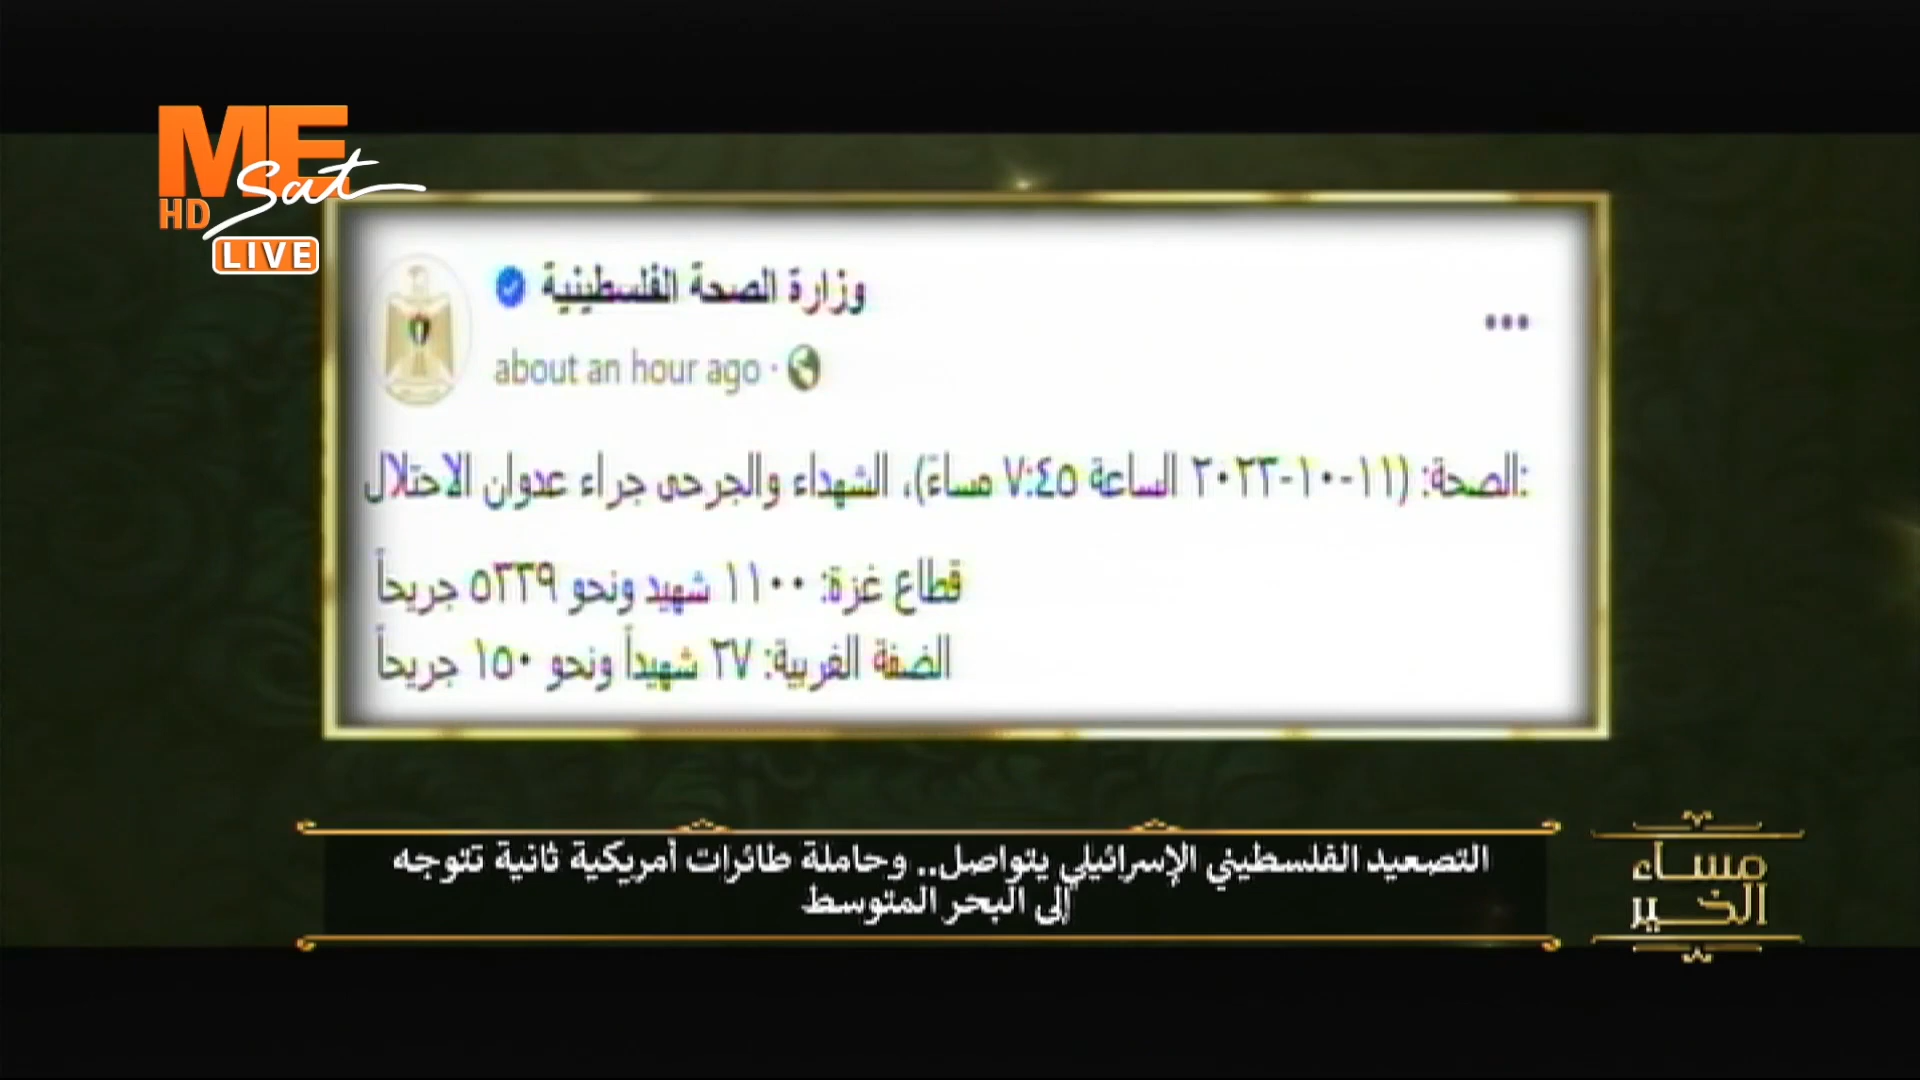 ME
Sat
HD
LIVE
وزارة الصحة الفلسطينية
about an hour ago ·
:الصحة: (١١-١٠-٢٠٢٣ الساعة ٧:٤٥ مساءً)، الشهداء والجرحى جراء عدوان الاحتلال
قطاع غزة: ١١٠٠ شهيد ونحو ٥٣٣٩ جريحاً
الضفة الغربية: ٢٧ شهيداً ونحو ١٥٠ جريحاً
التصعيد الفلسطيني الإسرائيلي يتواصل.. وحاملة طائرات أمريكية ثانية تتوجه
إلى البحر المتوسط
مساء
الخير